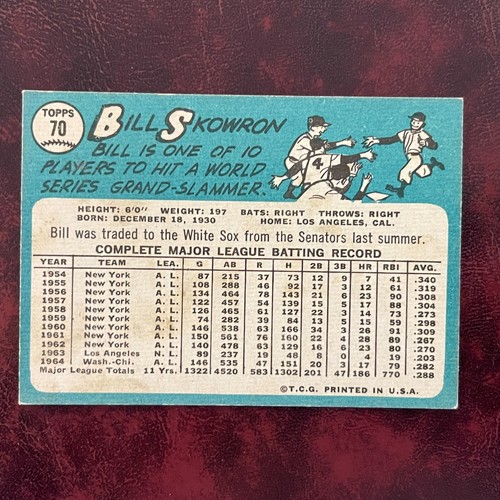 TOPPS
70
BILL SKOWRON
BILL IS ONE OF 10
PLAYERS TO HIT A WORLD
SERIES GRAND-SLAMMER.
4
HEIGHT: 6'0" WEIGHT: 197 BATS: RIGHT THROWS: RIGHT
BORN: DECEMBER 18, 1930 HOME: LOS ANGELES, CAL.
Bill was traded to the White Sox from the Senators last summer.
COMPLETE MAJOR LEAGUE BATTING RECORD
YEAR TEAM LEA. G AB R H 2B 3B HR RBI AVG.
1954 New York A. L. 87 215 37 73 12 9 7 41 .340
1955 New York A. L. 108 288 46 92 17 3 12 61 .319
1956 New York A. L. 134 464 78 143 21 6 23 90 .308
1957 New York A. L. 122 457 54 139 15 5 17 88 .304
1958 New York A. L. 126 465 61 127 22 3 14 73 .273
1959 New York A. L. 74 282 39 84 13 5 15 59 .298
1960 New York A. L. 146 538 63 166 34 3 26 91 .309
1961 New York A. L. 150 561 76 150 23 4 28 89 .267
1962 New York A. L. 140 478 63 129 16 6 23 80 .270
1963 Los Angeles N. L. 89 237 19 48 8 0 4 19 .203
1964 Wash.-Chi. A. L. 146 535 47 151 20 3 17 79 .282
Major League Totals 11 Yrs. 1322 4520 583 1302 201 47 186 770 .288
©T.C.G. PRINTED IN U.S.A.